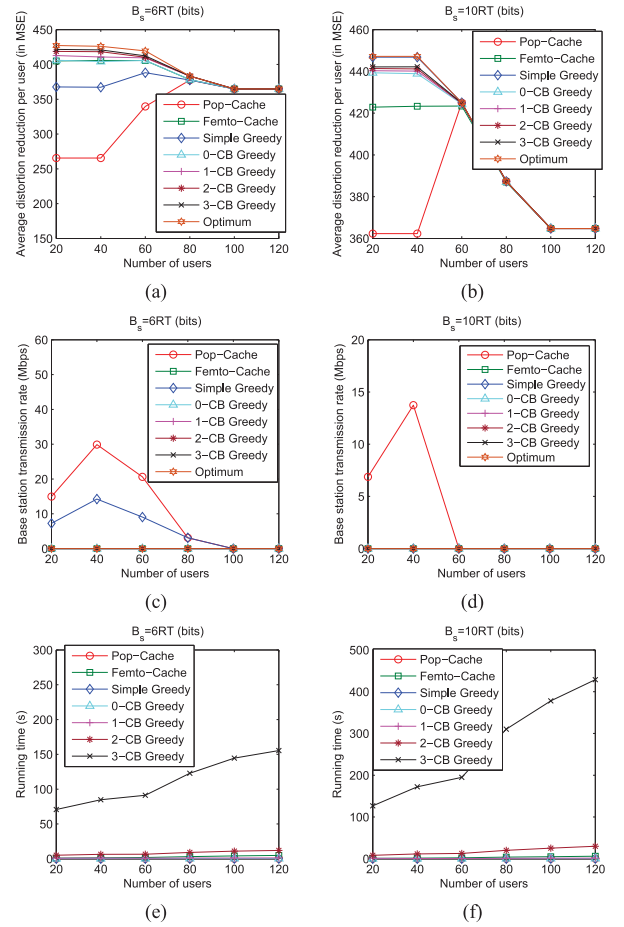 B_s=6RT (bits)
Average distortion reduction per user (in MSE)
450
400
350
300
250
200
150
20 40 60 80 100 120
Number of users
Pop−Cache
Femto−Cache
Simple Greedy
0−CB Greedy
1−CB Greedy
2−CB Greedy
3−CB Greedy
Optimum
(a)
B_s=10RT (bits)
Average distortion reduction per user (in MSE)
460
440
420
400
380
360
20 40 60 80 100 120
Number of users
Pop−Cache
Femto−Cache
Simple Greedy
0−CB Greedy
1−CB Greedy
2−CB Greedy
3−CB Greedy
Optimum
(b)
B_s=6RT (bits)
Base station transmission rate (Mbps)
60
50
40
30
20
10
0
20 40 60 80 100 120
Number of users
Pop−Cache
Femto−Cache
Simple Greedy
0−CB Greedy
1−CB Greedy
2−CB Greedy
3−CB Greedy
Optimum
(c)
B_s=10RT (bits)
Base station transmission rate (Mbps)
20
15
10
5
0
20 40 60 80 100 120
Number of users
Pop−Cache
Femto−Cache
Simple Greedy
0−CB Greedy
1−CB Greedy
2−CB Greedy
3−CB Greedy
Optimum
(d)
B_s=6RT (bits)
Running time (s)
300
250
200
150
100
50
0
20 40 60 80 100 120
Number of users
Pop−Cache
Femto−Cache
Simple Greedy
0−CB Greedy
1−CB Greedy
2−CB Greedy
3−CB Greedy
(e)
B_s=10RT (bits)
Running time (s)
500
400
300
200
100
0
20 40 60 80 100 120
Number of users
Pop−Cache
Femto−Cache
Simple Greedy
0−CB Greedy
1−CB Greedy
2−CB Greedy
3−CB Greedy
(f)